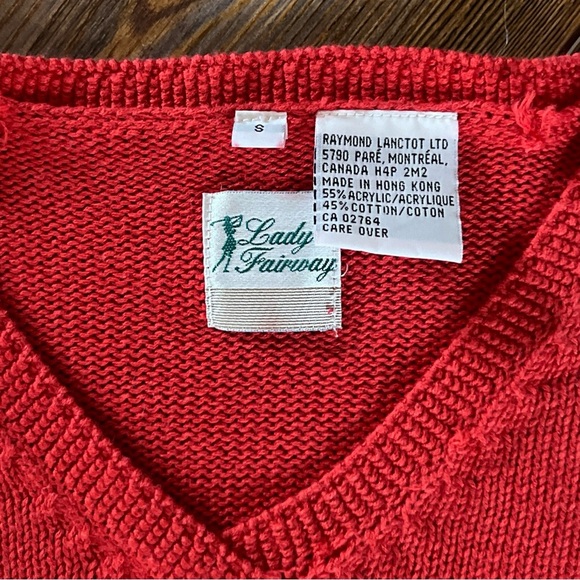 S
RAYMOND LANCTOT LTD
5790 PARÉ, MONTRÉAL,
CANADA H4P 2M2
MADE IN HONG KONG
55% ACRYLIC/ACRYLIQUE
45% COTTON/COTON
CA 02764
CARE OVER
Lady
Fairway